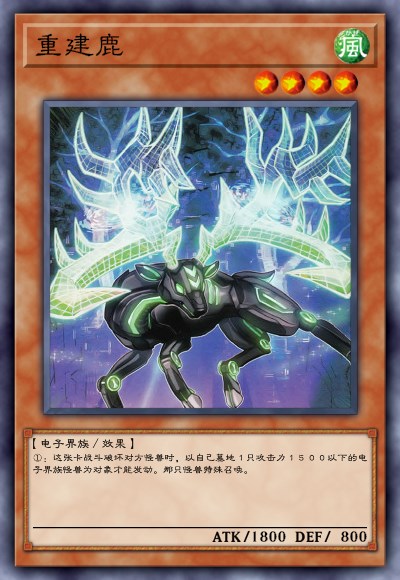 重建鹿
風
【电子界族／效果】
①：这张卡战斗破坏对方怪兽时，以自己墓地１只攻击力１５００以下的电
子界族怪兽为对象才能发动。那只怪兽特殊召唤。
ATK/1800 DEF/ 800